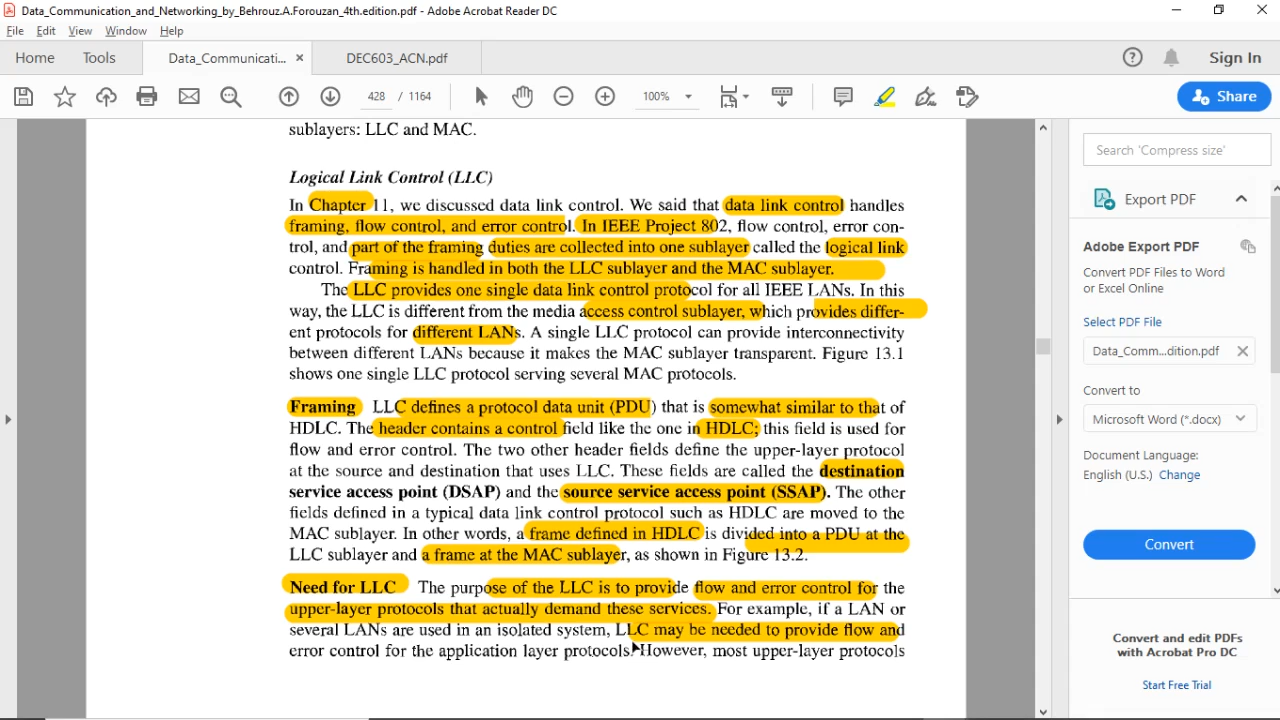 Data_Communication_and_Networking_by_Behrouz.A.Forouzan_4th.edition.pdf - Adobe Acrobat Reader DC
File Edit View Window Help
Home Tools Data_Communicati... × DEC603_ACN.pdf Sign In
428 / 1164 100% Share
sublayers: LLC and MAC.
Logical Link Control (LLC)
In Chapter 11, we discussed data link control. We said that data link control handles
framing, flow control, and error control. In IEEE Project 802, flow control, error con-
trol, and part of the framing duties are collected into one sublayer called the logical link
control. Framing is handled in both the LLC sublayer and the MAC sublayer.
The LLC provides one single data link control protocol for all IEEE LANs. In this
way, the LLC is different from the media access control sublayer, which provides differ-
ent protocols for different LANs. A single LLC protocol can provide interconnectivity
between different LANs because it makes the MAC sublayer transparent. Figure 13.1
shows one single LLC protocol serving several MAC protocols.
Framing LLC defines a protocol data unit (PDU) that is somewhat similar to that of
HDLC. The header contains a control field like the one in HDLC; this field is used for
flow and error control. The two other header fields define the upper-layer protocol
at the source and destination that uses LLC. These fields are called the destination
service access point (DSAP) and the source service access point (SSAP). The other
fields defined in a typical data link control protocol such as HDLC are moved to the
MAC sublayer. In other words, a frame defined in HDLC is divided into a PDU at the
LLC sublayer and a frame at the MAC sublayer, as shown in Figure 13.2.
Need for LLC The purpose of the LLC is to provide flow and error control for the
upper-layer protocols that actually demand these services. For example, if a LAN or
several LANs are used in an isolated system, LLC may be needed to provide flow and
error control for the application layer protocols. However, most upper-layer protocols
Search 'Compress size'
Export PDF
Adobe Export PDF
Convert PDF Files to Word
or Excel Online
Select PDF File
Data_Comm...dition.pdf
Convert to
Microsoft Word (*.docx)
Document Language:
English (U.S.) Change
Convert
Convert and edit PDFs
with Acrobat Pro DC
Start Free Trial